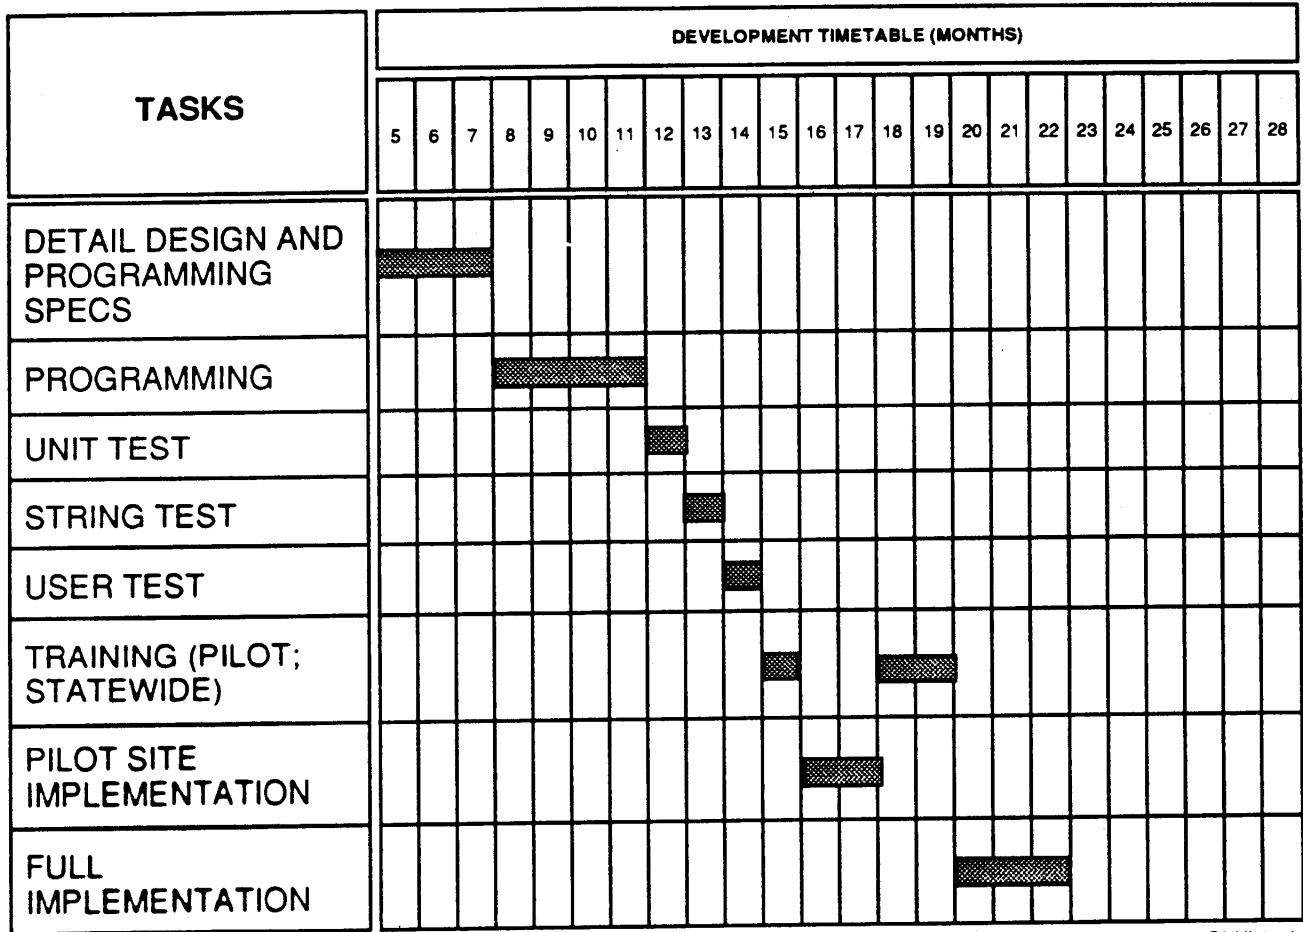 DEVELOPMENT TIMETABLE (MONTHS)
TASKS
5 6 7 8 9 10 11 12 13 14 15 16 17 18 19 20 21 22 23 24 25 26 27 28
DETAIL DESIGN AND
PROGRAMMING
SPECS
PROGRAMMING
UNIT TEST
STRING TEST
USER TEST
TRAINING (PILOT;
STATEWIDE)
PILOT SITE
IMPLEMENTATION
FULL
IMPLEMENTATION